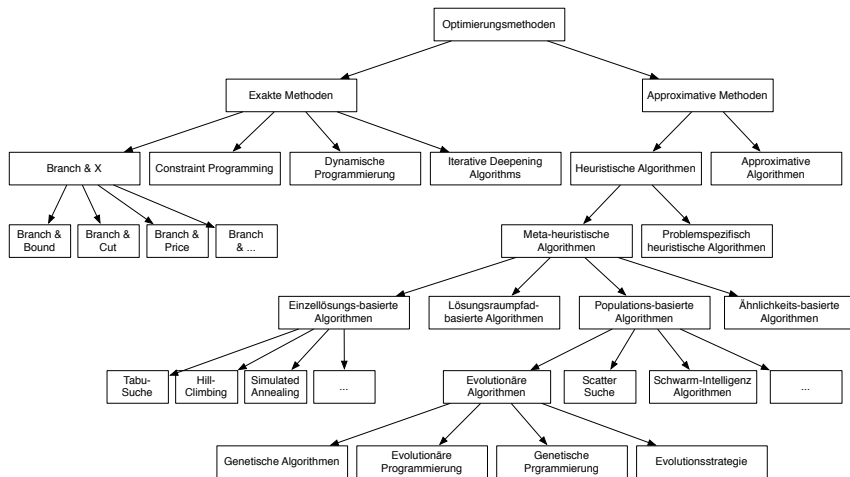 Optimierungsmethoden
Exakte Methoden
Approximative Methoden
Branch & X
Constraint Programming
Dynamische
Programmierung
Iterative Deepening
Algorithms
Heuristische Algorithmen
Approximative
Algorithmen
Branch &
Bound
Branch &
Cut
Branch &
Price
Branch
& ...
Meta-heuristische
Algorithmen
Problemspezifisch
heuristische Algorithmen
Einzellösungs-basierte
Algorithmen
Lösungsraumpfad-
basierte Algorithmen
Populations-basierte
Algorithmen
Ähnlichkeits-basierte
Algorithmen
Tabu-
Suche
Hill-
Climbing
Simulated
Annealing
...
Evolutionäre
Algorithmen
Scatter
Suche
Schwarm-Intelligenz
Algorithmen
...
Genetische Algorithmen
Evolutionäre
Programmierung
Genetische
Prgrammierung
Evolutionsstrategie